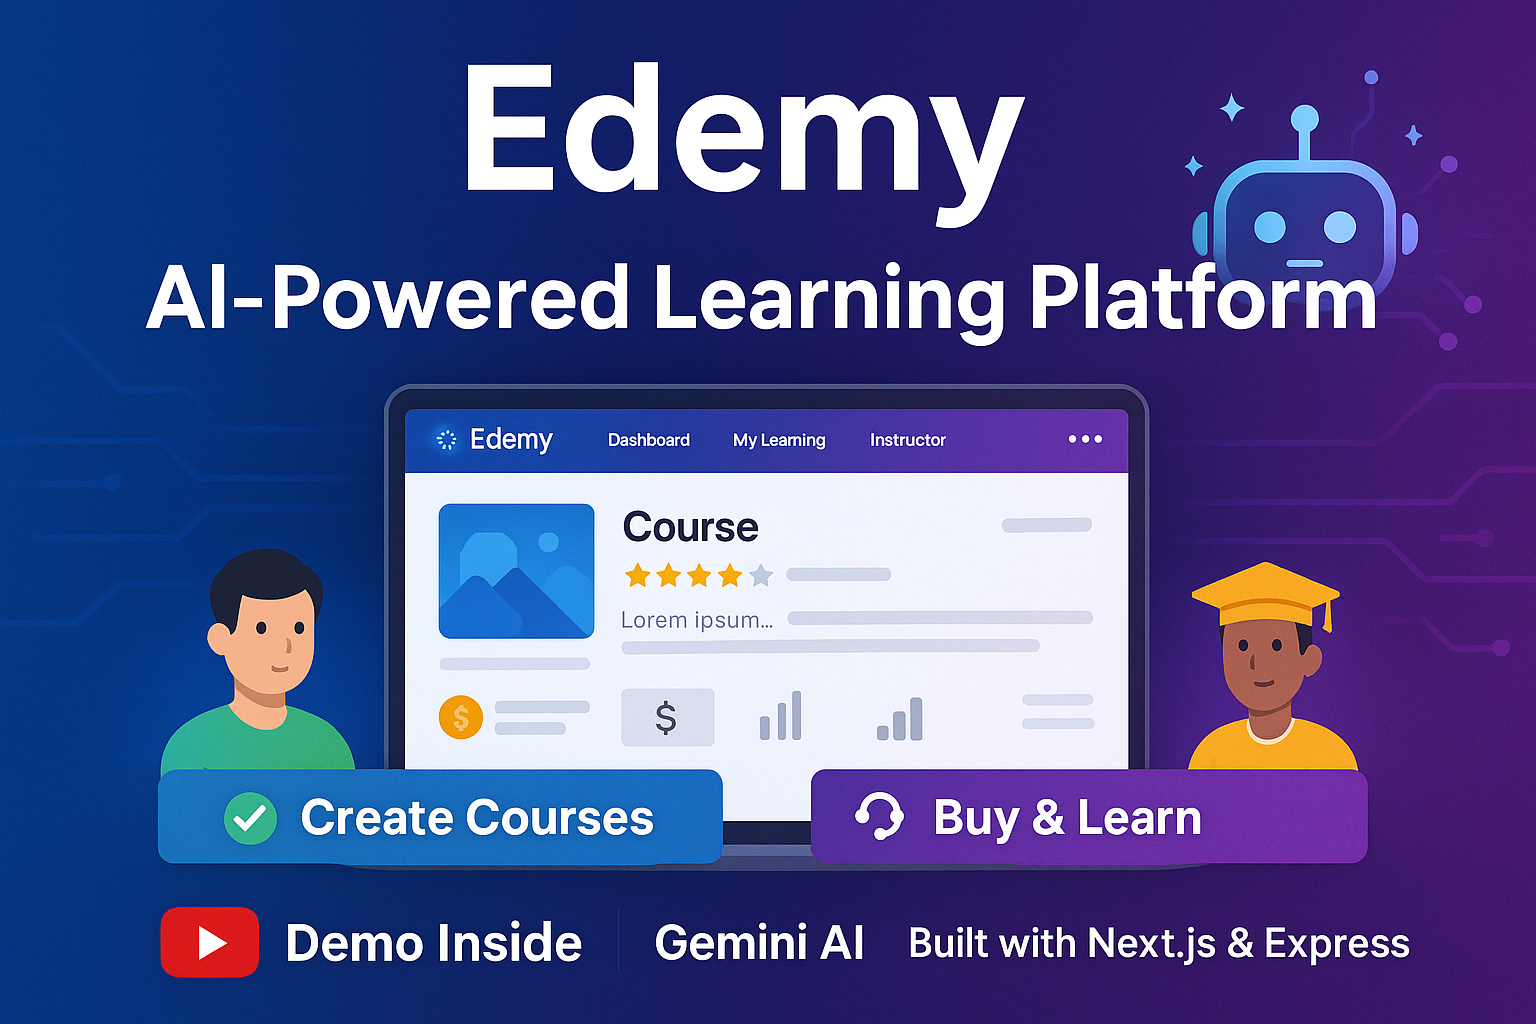 Edemy
AI-Powered Learning Platform
Edemy Dashboard My Learning Instructor
Course
Lorem ipsum...
$ $
Create Courses
Buy & Learn
Demo Inside
Gemini AI
Built with Next.js & Express